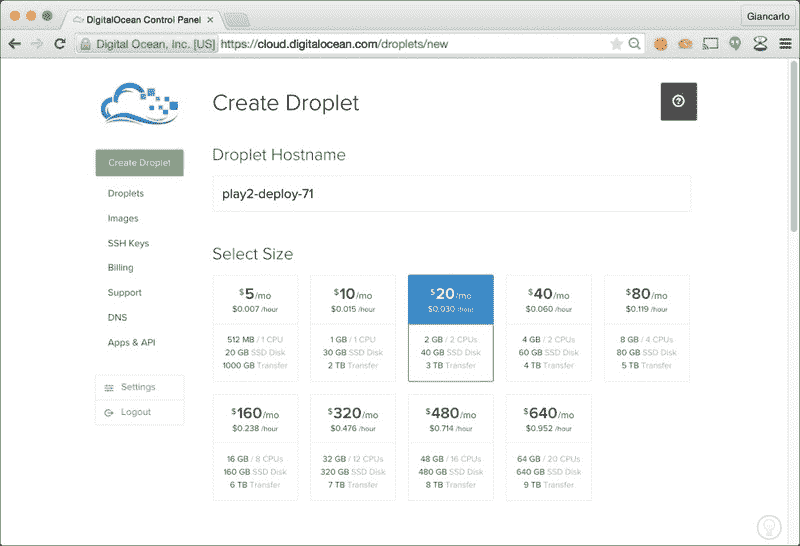 DigitalOcean Control Panel
Giancarlo
Digital Ocean, Inc. [US] https://cloud.digitalocean.com/droplets/new
Create Droplet
Create Droplet
Droplets
Images
SSH Keys
Billing
Support
DNS
Apps & API
Settings
Logout
Droplet Hostname
play2-deploy-71
Select Size
$5/mo
$0.007 /hour
512 MB / 1 CPU
20 GB SSD Disk
1000 GB Transfer
$10/mo
$0.015 /hour
1 GB / 1 CPU
30 GB SSD Disk
2 TB Transfer
$20/mo
$0.030 /hour
2 GB / 2 CPUs
40 GB SSD Disk
3 TB Transfer
$40/mo
$0.060 /hour
4 GB / 2 CPUs
60 GB SSD Disk
4 TB Transfer
$80/mo
$0.119 /hour
8 GB / 4 CPUs
80 GB SSD Disk
5 TB Transfer
$160/mo
$0.238 /hour
16 GB / 8 CPUs
160 GB SSD Disk
6 TB Transfer
$320/mo
$0.476 /hour
32 GB / 12 CPUs
320 GB SSD Disk
7 TB Transfer
$480/mo
$0.714 /hour
48 GB / 16 CPUs
480 GB SSD Disk
8 TB Transfer
$640/mo
$0.952 /hour
64 GB / 20 CPUs
640 GB SSD Disk
9 TB Transfer